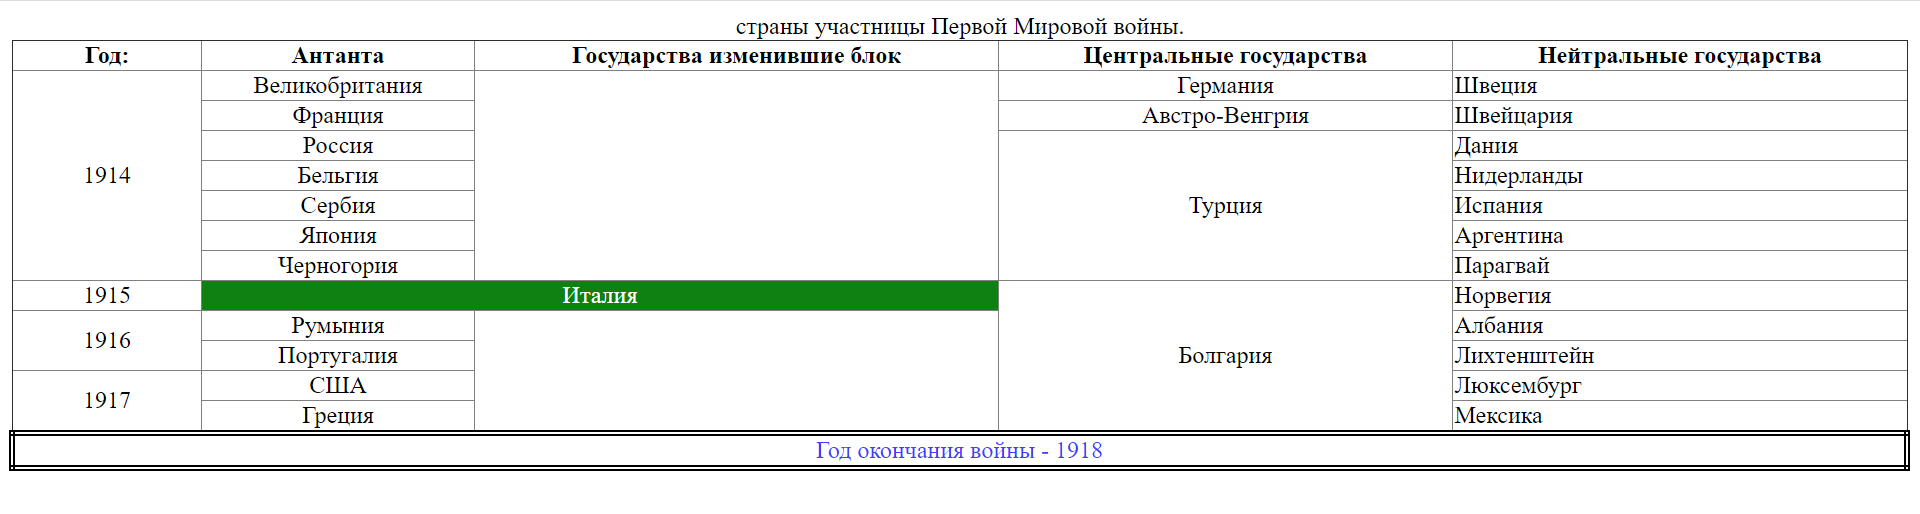 страны участницы Первой Мировой войны.
Год: Антанта Государства изменившие блок Центральные государства Нейтральные государства
1914 Великобритания Германия Швеция
Франция Австро-Венгрия Швейцария
Россия Турция Дания
Бельгия Нидерланды
Сербия Испания
Япония Аргентина
Черногория Парагвай
1915 Италия Болгария Норвегия
1916 Румыния Албания
Португалия Лихтенштейн
1917 США Люксембург
Греция Мексика
Год окончания войны - 1918